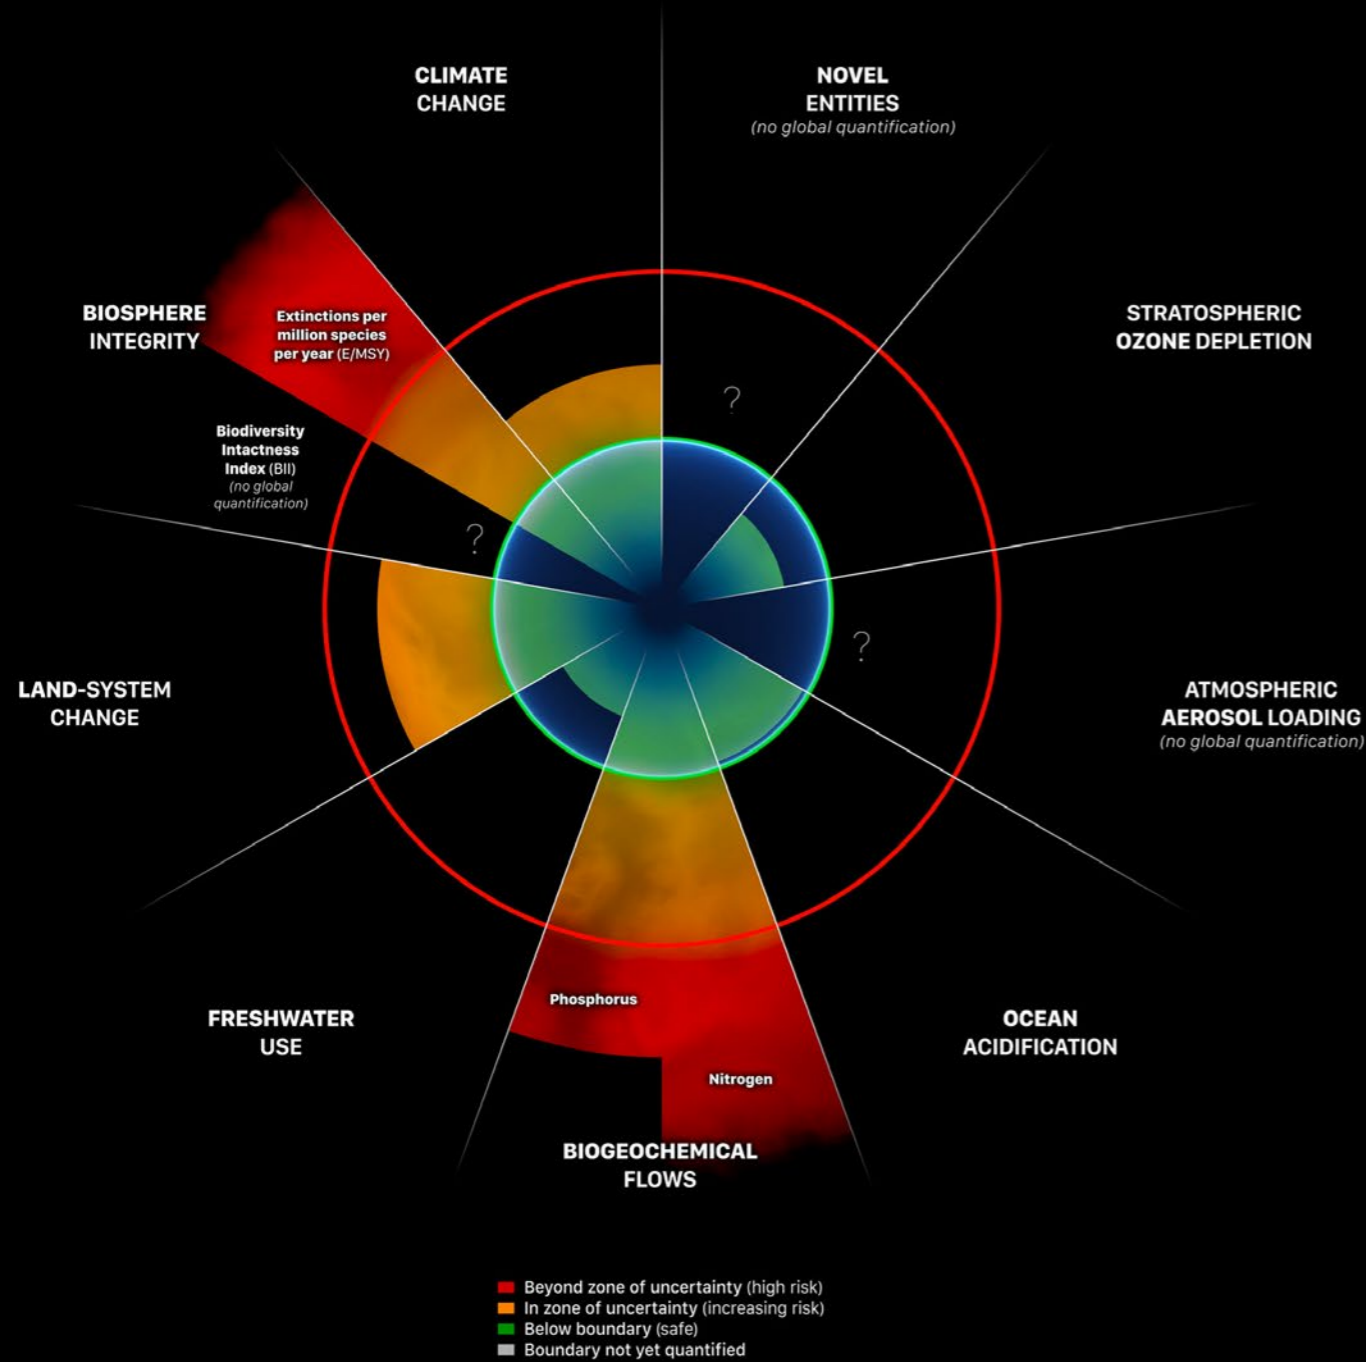 CLIMATE
CHANGE
NOVEL
ENTITIES
(no global quantification)
BIOSPHERE
INTEGRITY
Extinctions per
million species
per year (E/MSY)
STRATOSPHERIC
OZONE DEPLETION
?
Biodiversity
Intactness
Index (BII)
(no global
quantification)
?
?
LAND-SYSTEM
CHANGE
ATMOSPHERIC
AEROSOL LOADING
(no global quantification)
FRESHWATER
USE
Phosphorus
OCEAN
ACIDIFICATION
Nitrogen
BIOGEOCHEMICAL
FLOWS
Beyond zone of uncertainty (high risk)
In zone of uncertainty (increasing risk)
Below boundary (safe)
Boundary not yet quantified